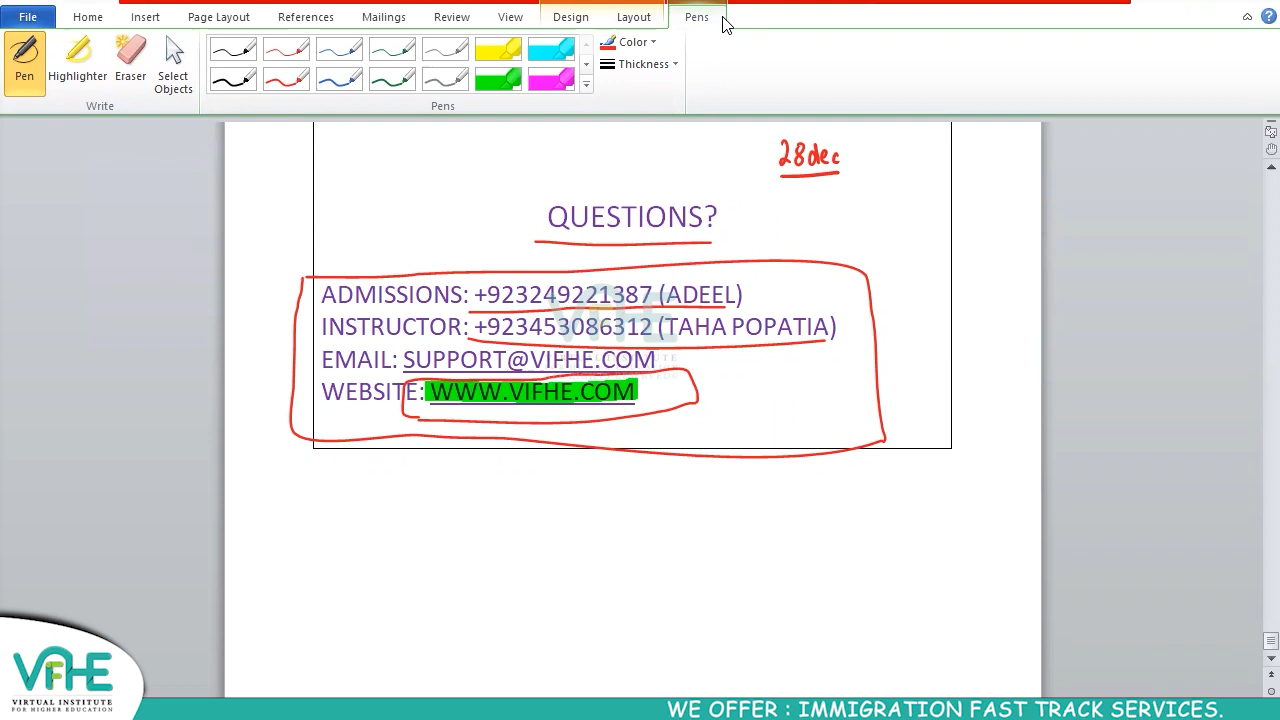 File Home Insert Page Layout References Mailings Review View Design Layout Pens
Pen Highlighter Eraser Select Objects Color Thickness
Write Pens
28dec
QUESTIONS?
ADMISSIONS: +923249221387 (ADEEL)
INSTRUCTOR: +923453086312 (TAHA POPATIA)
EMAIL: SUPPORT@VIFHE.COM
WEBSITE: WWW.VIFHE.COM
VIFHE
VIFHE
VIRTUAL INSTITUTE
FOR HIGHER EDUCATION
WE OFFER : IMMIGRATION FAST TRACK SERVICES.